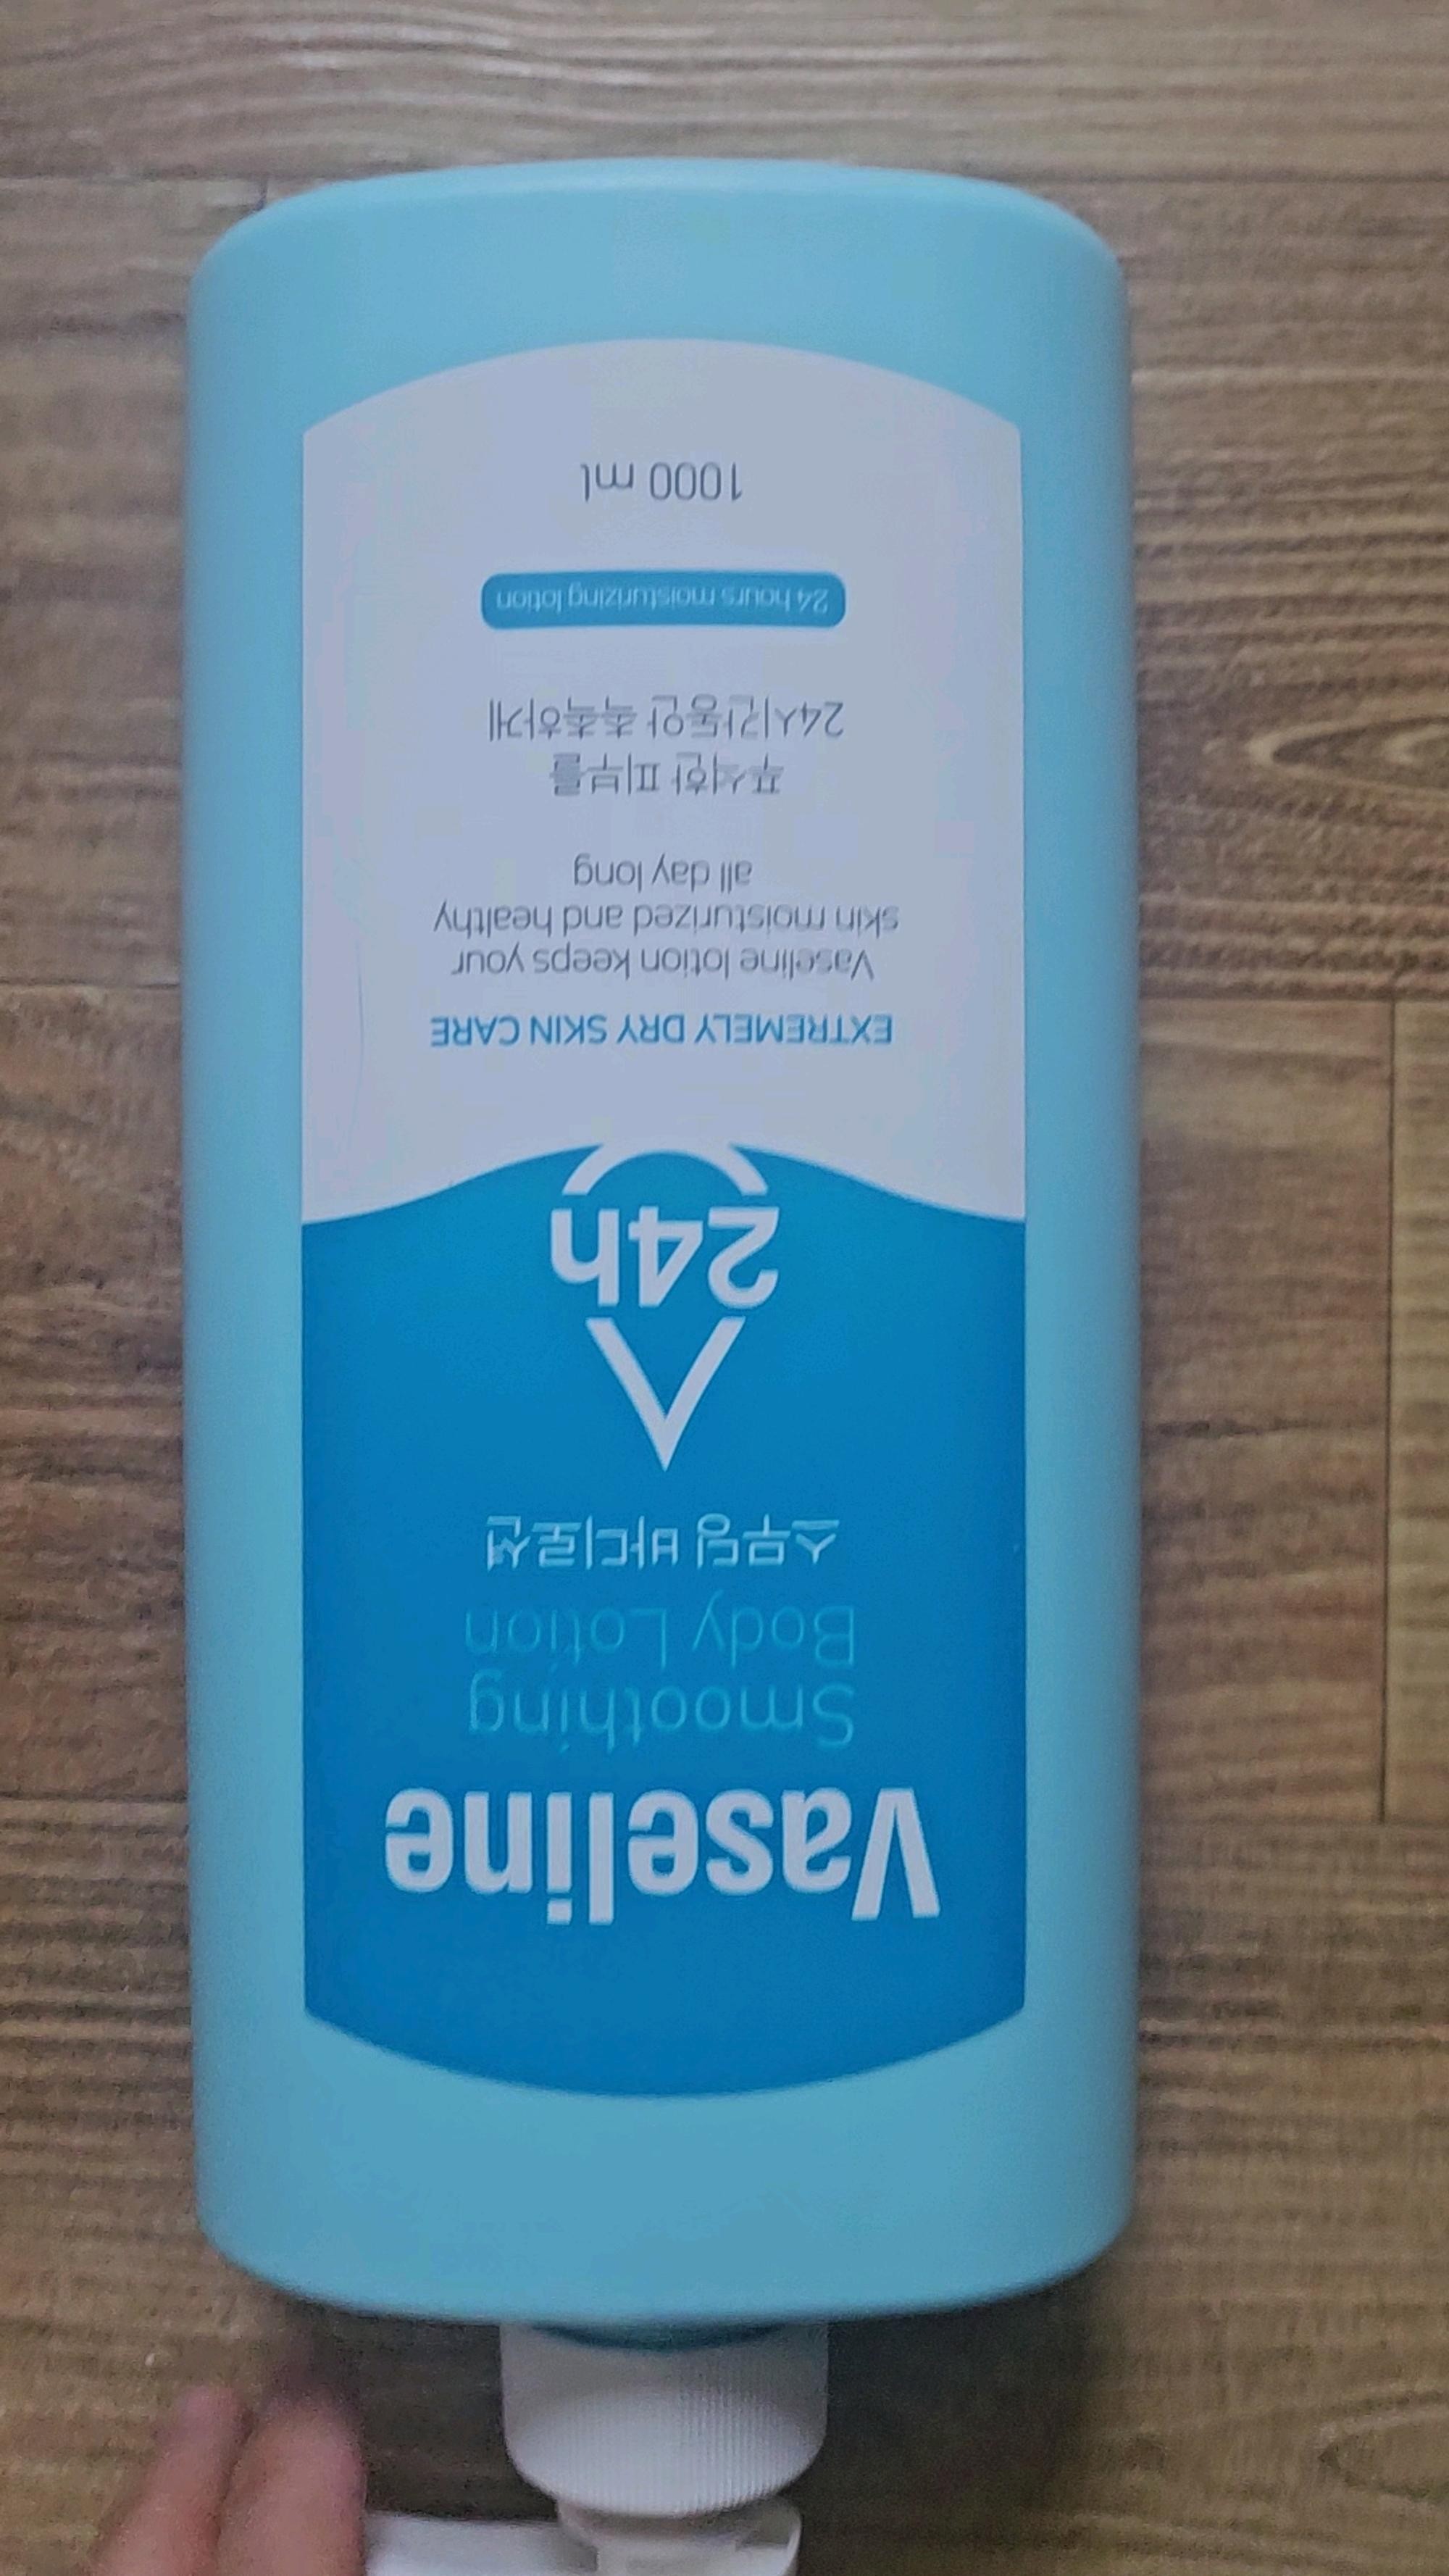 Vaseline
Smoothing
Body Lotion
스무딩 바디로션
24h
EXTREMELY DRY SKIN CARE
Vaseline lotion keeps your
skin moisturized and healthy
all day long
푸석한 피부를
24시간동안 촉촉하게
24 hours moisturizing lotion
1000 ml